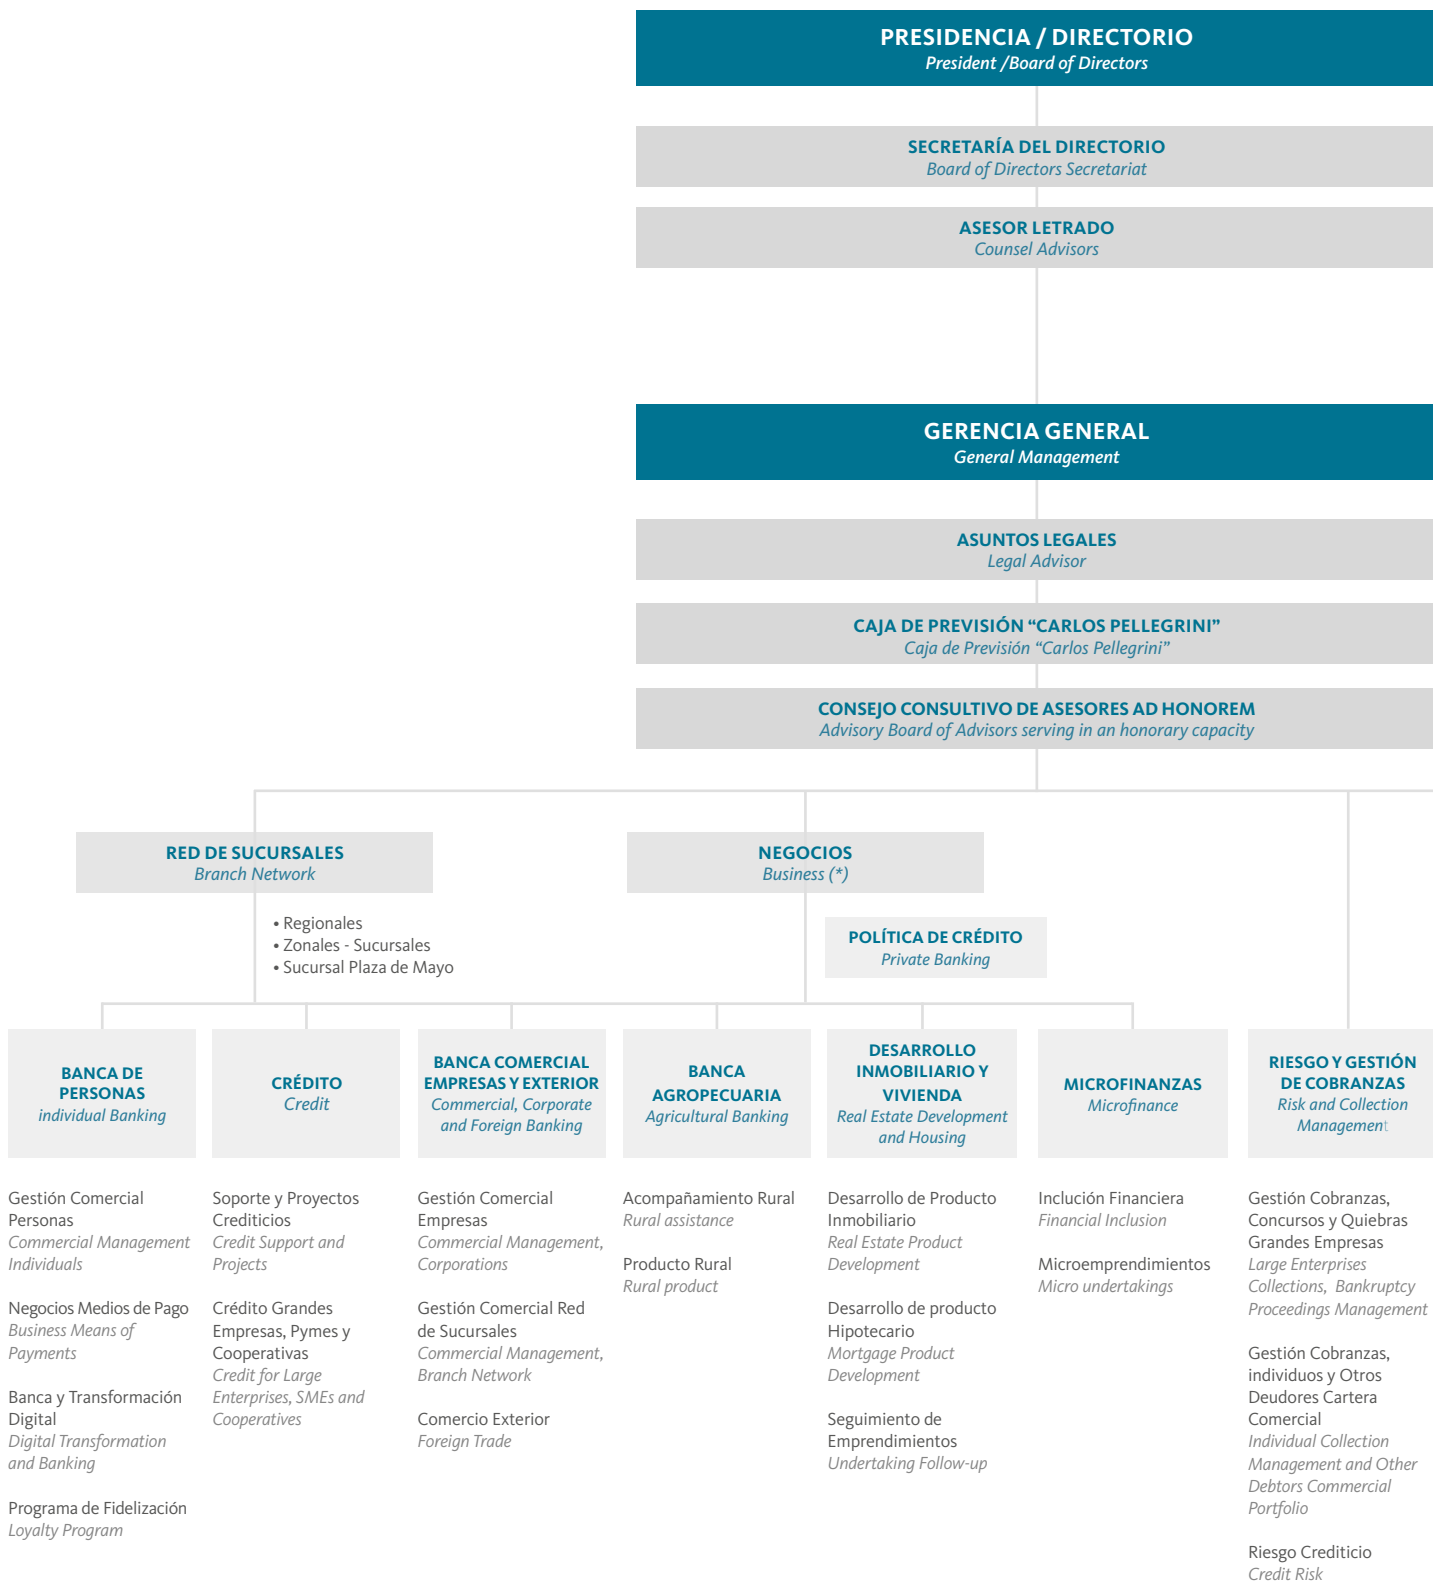 PRESIDENCIA / DIRECTORIO
President /Board of Directors
SECRETARÍA DEL DIRECTORIO
Board of Directors Secretariat
ASESOR LETRADO
Counsel Advisors
GERENCIA GENERAL
General Management
ASUNTOS LEGALES
Legal Advisor
CAJA DE PREVISIÓN “CARLOS PELLEGRINI”
Caja de Previsión “Carlos Pellegrini”
CONSEJO CONSULTIVO DE ASESORES AD HONOREM
Advisory Board of Advisors serving in an honorary capacity
RED DE SUCURSALES
Branch Network
• Regionales
• Zonales - Sucursales
• Sucursal Plaza de Mayo
NEGOCIOS
Business (*)
POLÍTICA DE CRÉDITO
Private Banking
BANCA DE
PERSONAS
individual Banking
Gestión Comercial
Personas
Commercial Management
Individuals
Negocios Medios de Pago
Business Means of
Payments
Banca y Transformación
Digital
Digital Transformation
and Banking
Programa de Fidelización
Loyalty Program
CRÉDITO
Credit
Soporte y Proyectos
Crediticios
Credit Support and
Projects
Crédito Grandes
Empresas, Pymes y
Cooperativas
Credit for Large
Enterprises, SMEs and
Cooperatives
BANCA COMERCIAL
EMPRESAS Y EXTERIOR
Commercial, Corporate
and Foreign Banking
Gestión Comercial
Empresas
Commercial Management,
Corporations
Gestión Comercial Red
de Sucursales
Commercial Management,
Branch Network
Comercio Exterior
Foreign Trade
BANCA
AGROPECUARIA
Agricultural Banking
Acompañamiento Rural
Rural assistance
Producto Rural
Rural product
DESARROLLO
INMOBILIARIO Y
VIVIENDA
Real Estate Development
and Housing
Desarrollo de Producto
Inmobiliario
Real Estate Product
Development
Desarrollo de producto
Hipotecario
Mortgage Product
Development
Seguimiento de
Emprendimientos
Undertaking Follow-up
MICROFINANZAS
Microfinance
Inclución Financiera
Financial Inclusion
Microemprendimientos
Micro undertakings
RIESGO Y GESTIÓN
DE COBRANZAS
Risk and Collection
Management
Gestión Cobranzas,
Concursos y Quiebras
Grandes Empresas
Large Enterprises
Collections, Bankruptcy
Proceedings Management
Gestión Cobranzas,
individuos y Otros
Deudores Cartera
Comercial
Individual Collection
Management and Other
Debtors Commercial
Portfolio
Riesgo Crediticio
Credit Risk